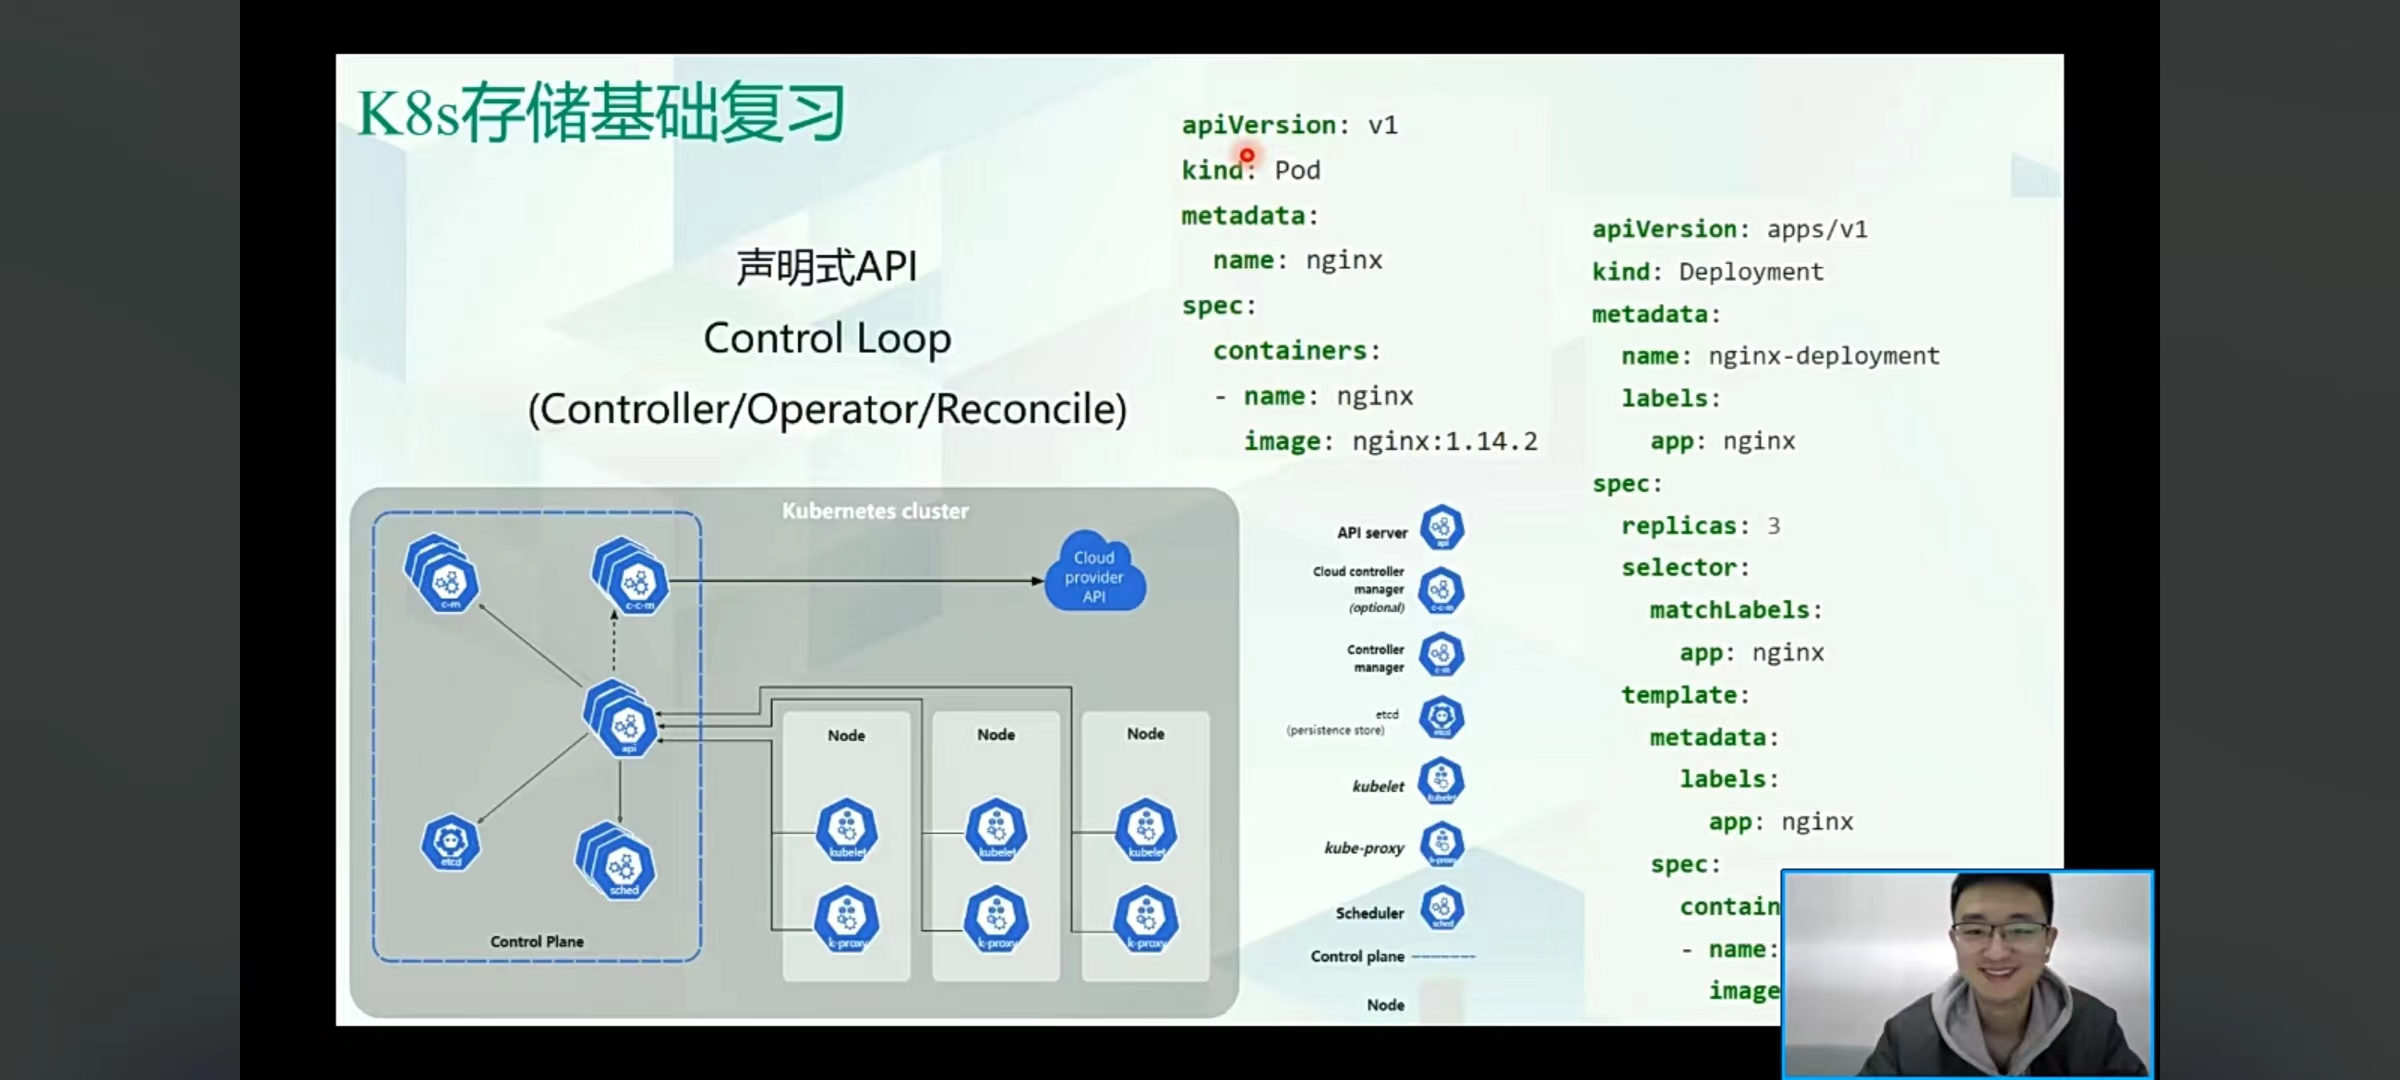 K8s存储基础复习
声明式API
Control Loop
(Controller/Operator/Reconcile)
apiVersion: v1
kind: Pod
metadata:
  name: nginx
spec:
  containers:
  - name: nginx
    image: nginx:1.14.2
apiVersion: apps/v1
kind: Deployment
metadata:
  name: nginx-deployment
  labels:
    app: nginx
spec:
  replicas: 3
  selector:
    matchLabels:
      app: nginx
  template:
    metadata:
      labels:
        app: nginx
    spec:
      contain
      - name:
        image
Kubernetes cluster
c-m
c-c-m
Cloud
provider
API
api
etcd
sched
Control Plane
Node
Node
Node
kubelet
kubelet
kubelet
k-proxy
k-proxy
k-proxy
API server
api
Cloud controller
manager
(optional)
c-c-m
Controller
manager
c-m
etcd
(persistence store)
etcd
kubelet
kubelet
kube-proxy
k-proxy
Scheduler
sched
Control plane
Node